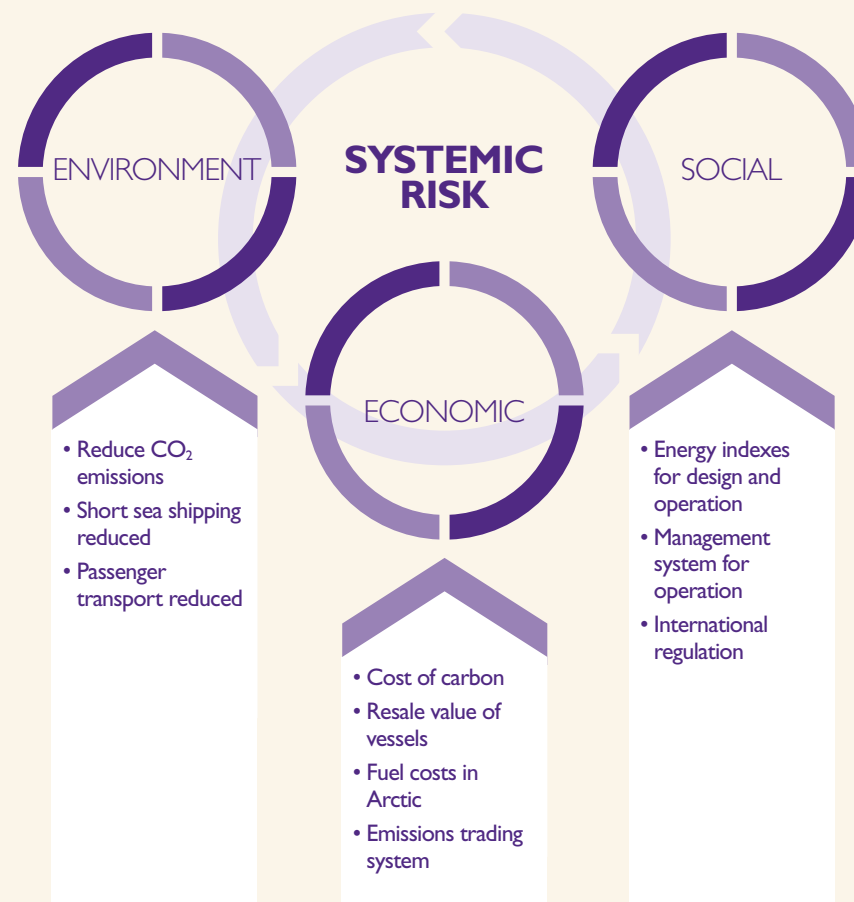 ENVIRONMENT
SYSTEMIC
RISK
SOCIAL
ECONOMIC
• Reduce CO₂
emissions
• Short sea shipping
reduced
• Passenger
transport reduced
• Cost of carbon
• Resale value of
vessels
• Fuel costs in
Arctic
• Emissions trading
system
• Energy indexes
for design and
operation
• Management
system for
operation
• International
regulation